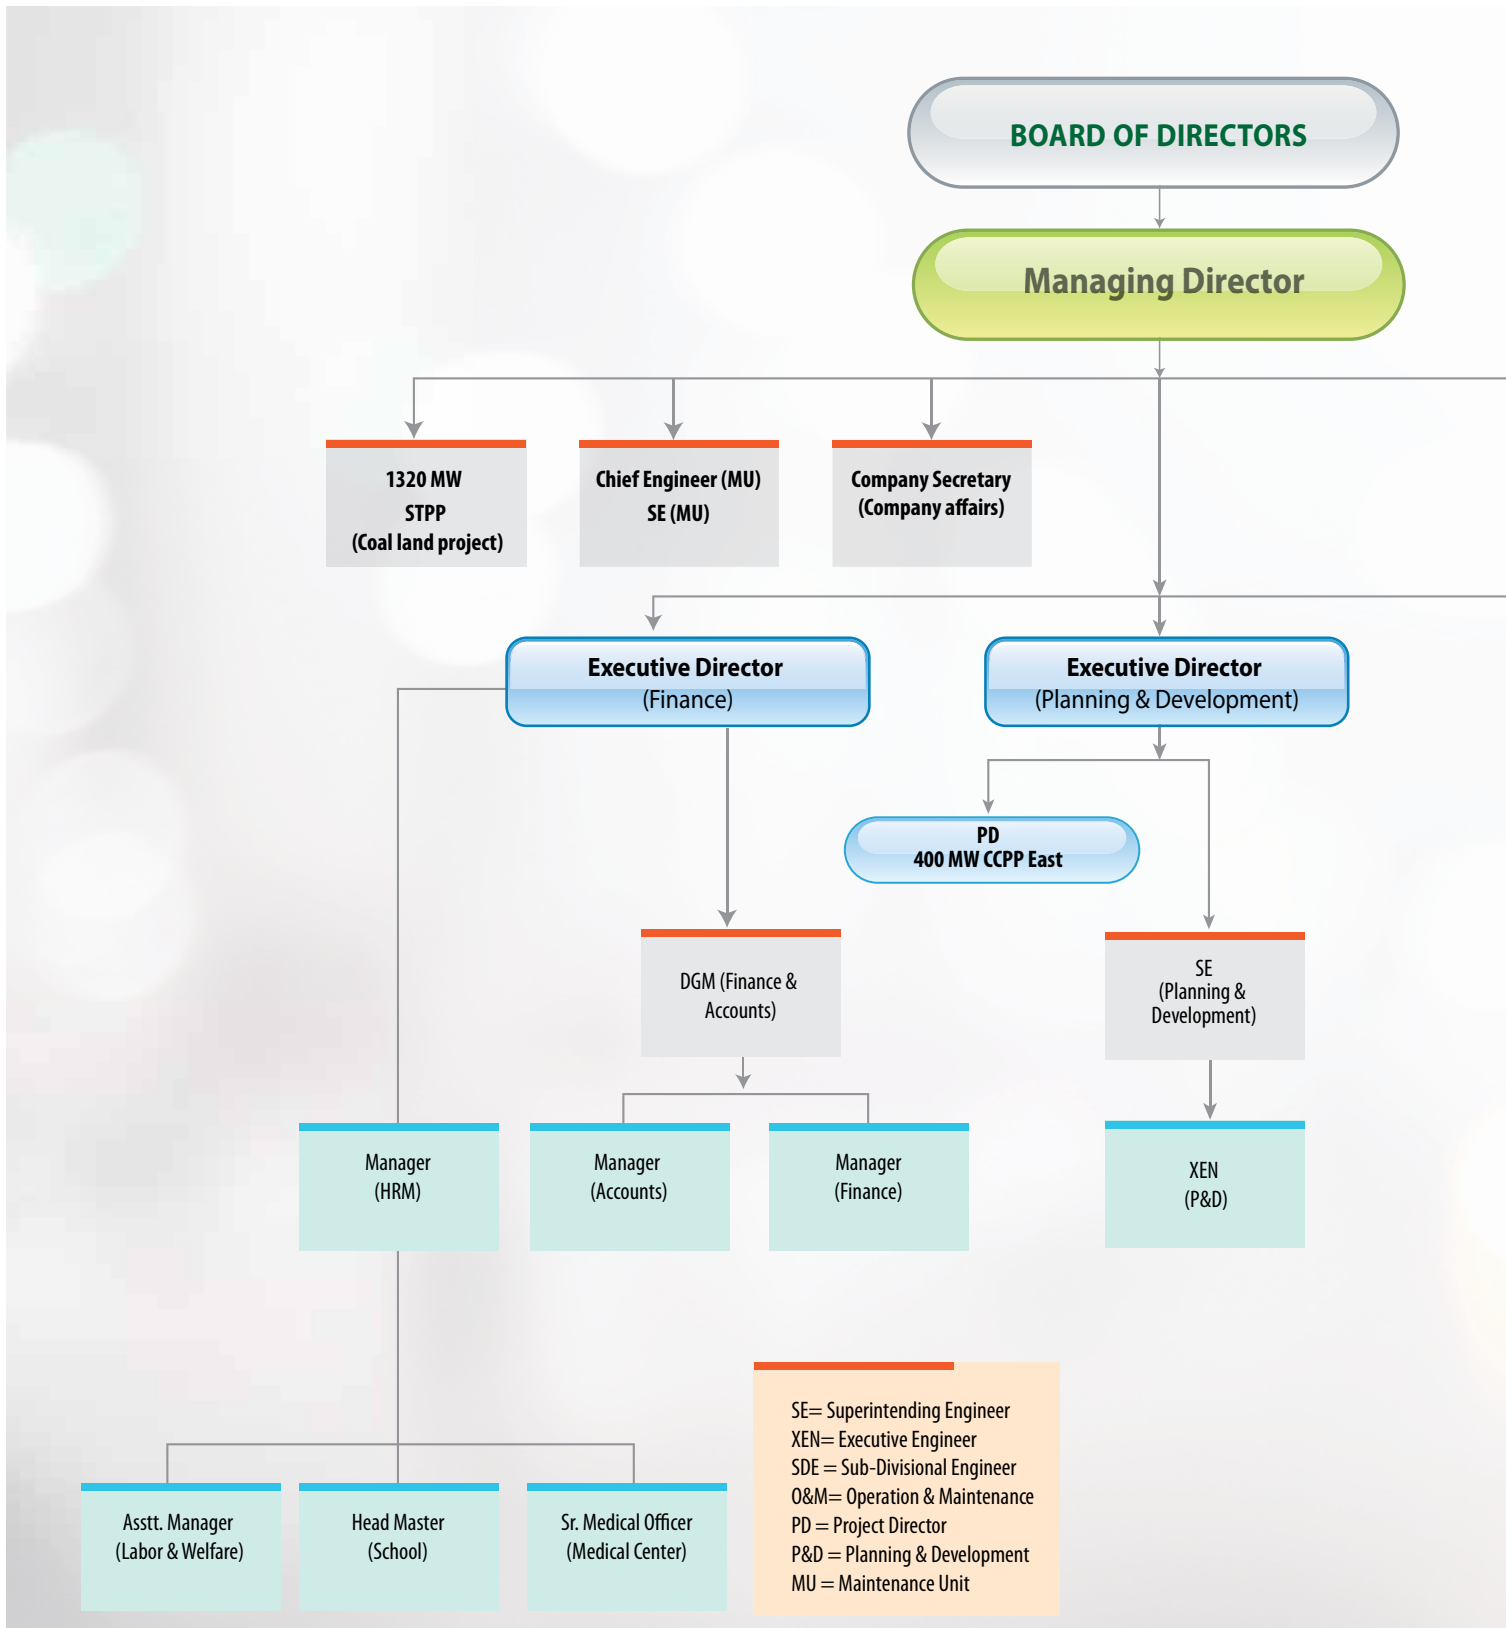 BOARD OF DIRECTORS
Managing Director
1320 MW
STPP
(Coal land project)
Chief Engineer (MU)
SE (MU)
Company Secretary
(Company affairs)
Executive Director
(Finance)
Executive Director
(Planning & Development)
PD
400 MW CCPP East
DGM (Finance &
Accounts)
SE
(Planning &
Development)
Manager
(HRM)
Manager
(Accounts)
Manager
(Finance)
XEN
(P&D)
SE= Superintending Engineer
XEN= Executive Engineer
SDE = Sub-Divisional Engineer
O&M= Operation & Maintenance
PD = Project Director
P&D = Planning & Development
MU = Maintenance Unit
Asstt. Manager
(Labor & Welfare)
Head Master
(School)
Sr. Medical Officer
(Medical Center)